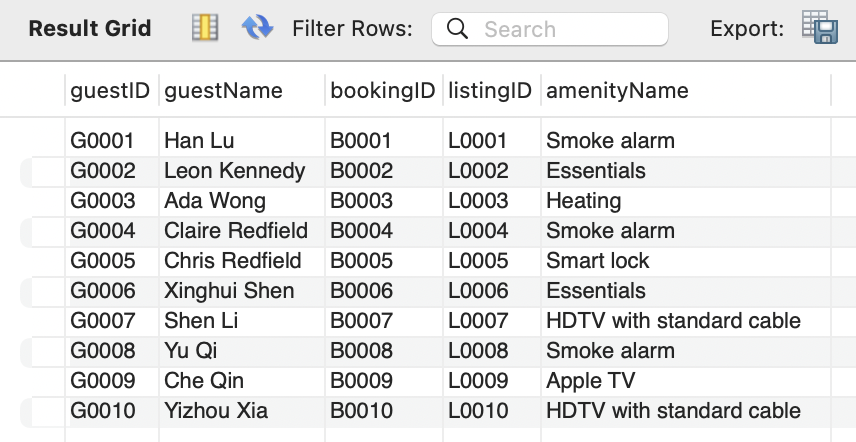 Result Grid Filter Rows: Search Export:
guestID guestName bookingID listingID amenityName
G0001 Han Lu B0001 L0001 Smoke alarm
G0002 Leon Kennedy B0002 L0002 Essentials
G0003 Ada Wong B0003 L0003 Heating
G0004 Claire Redfield B0004 L0004 Smoke alarm
G0005 Chris Redfield B0005 L0005 Smart lock
G0006 Xinghui Shen B0006 L0006 Essentials
G0007 Shen Li B0007 L0007 HDTV with standard cable
G0008 Yu Qi B0008 L0008 Smoke alarm
G0009 Che Qin B0009 L0009 Apple TV
G0010 Yizhou Xia B0010 L0010 HDTV with standard cable